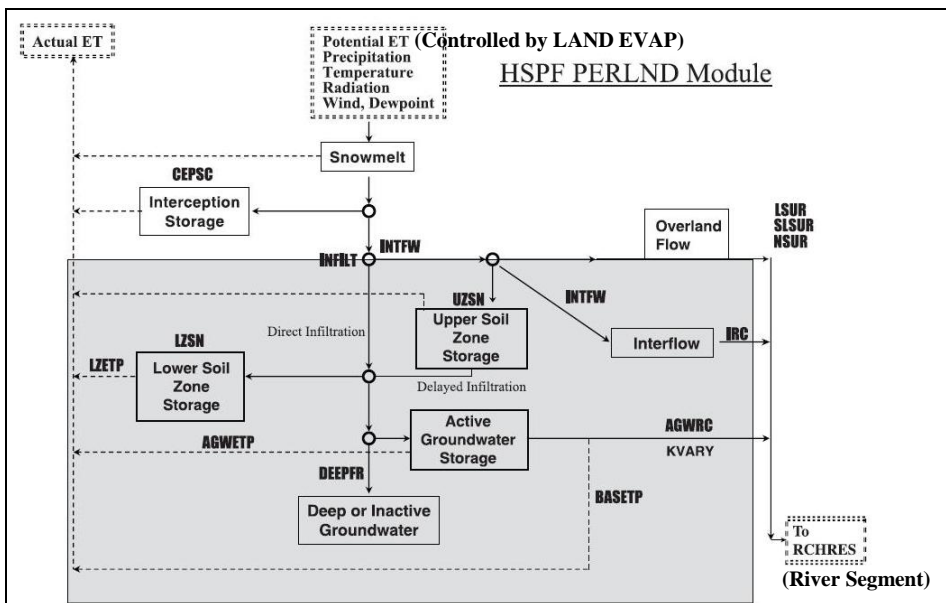 Actual ET
Potential ET (Controlled by LAND EVAP)
Precipitation
Temperature
Radiation
Wind, Dewpoint
HSPF PERLND Module
Snowmelt
CEPSC
Interception
Storage
Overland
Flow
LSUR
SLSUR
NSUR
INFILT
INTFW
UZSN
INTFW
Direct Infiltration
Upper Soil
Zone
Storage
Interflow
IRC
LZSN
LZETP
Lower Soil
Zone
Storage
Delayed Infiltration
AGWETP
Active
Groundwater
Storage
AGWRC
KVARY
DEEPFR
BASETP
Deep or Inactive
Groundwater
To
RCHRES
(River Segment)